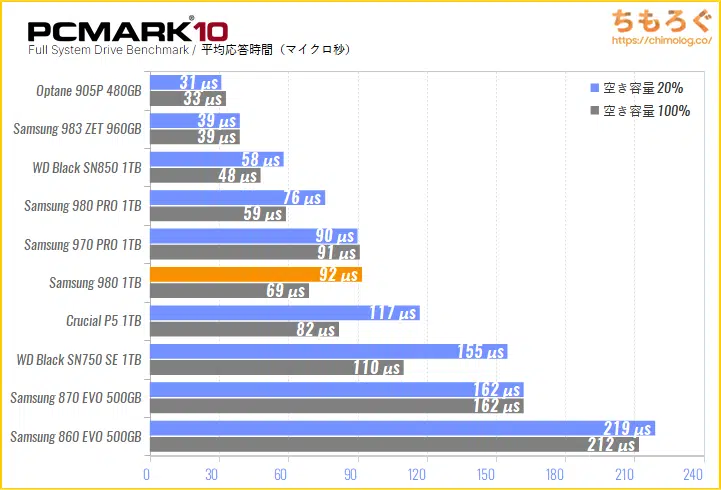 PCMARK®10
ちもろぐ
Full System Drive Benchmark / 平均応答時間（マイクロ秒）
https://chimolog.co/
空き容量 20%
空き容量 100%
Optane 905P 480GB 31 μs
33 μs
Samsung 983 ZET 960GB 39 μs
39 μs
WD Black SN850 1TB 58 μs
48 μs
Samsung 980 PRO 1TB 76 μs
59 μs
Samsung 970 PRO 1TB 90 μs
91 μs
Samsung 980 1TB 92 μs
69 μs
Crucial P5 1TB 117 μs
82 μs
WD Black SN750 SE 1TB 155 μs
110 μs
Samsung 870 EVO 500GB 162 μs
162 μs
Samsung 860 EVO 500GB 219 μs
212 μs
0 30 60 90 120 150 180 210 240